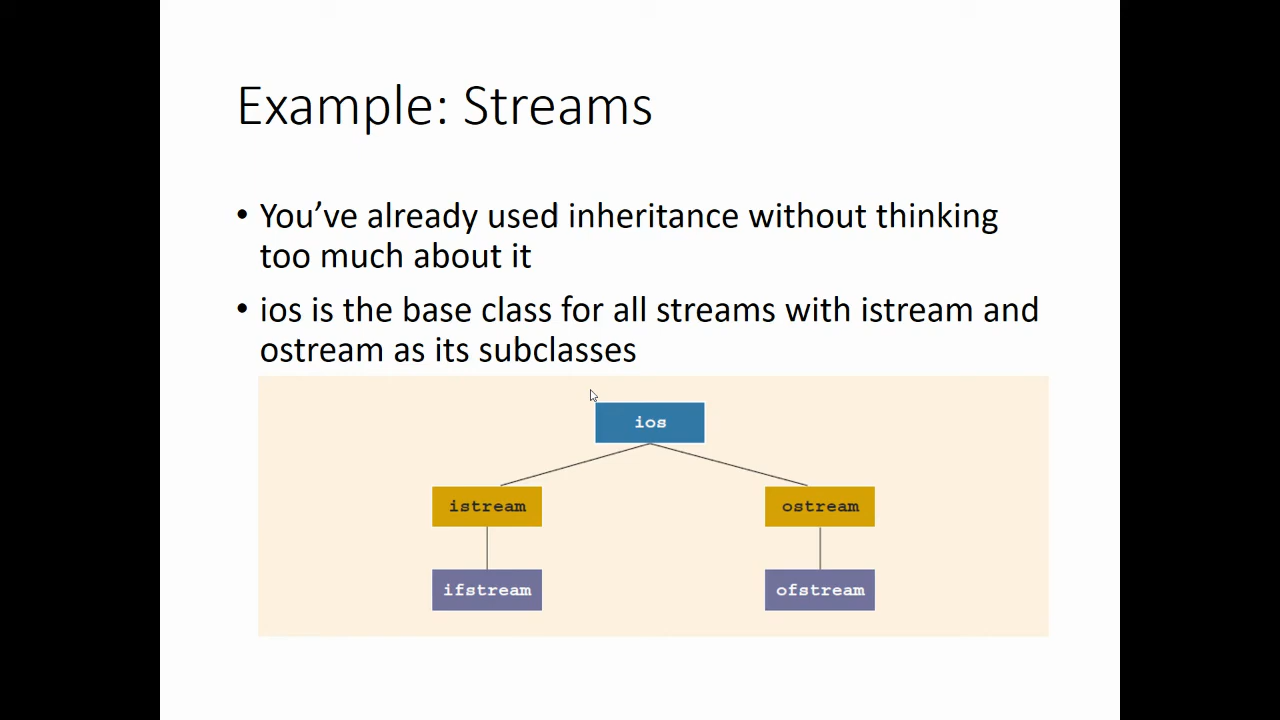 Example: Streams
• You’ve already used inheritance without thinking
too much about it
• ios is the base class for all streams with istream and
ostream as its subclasses
ios
istream
ostream
ifstream
ofstream